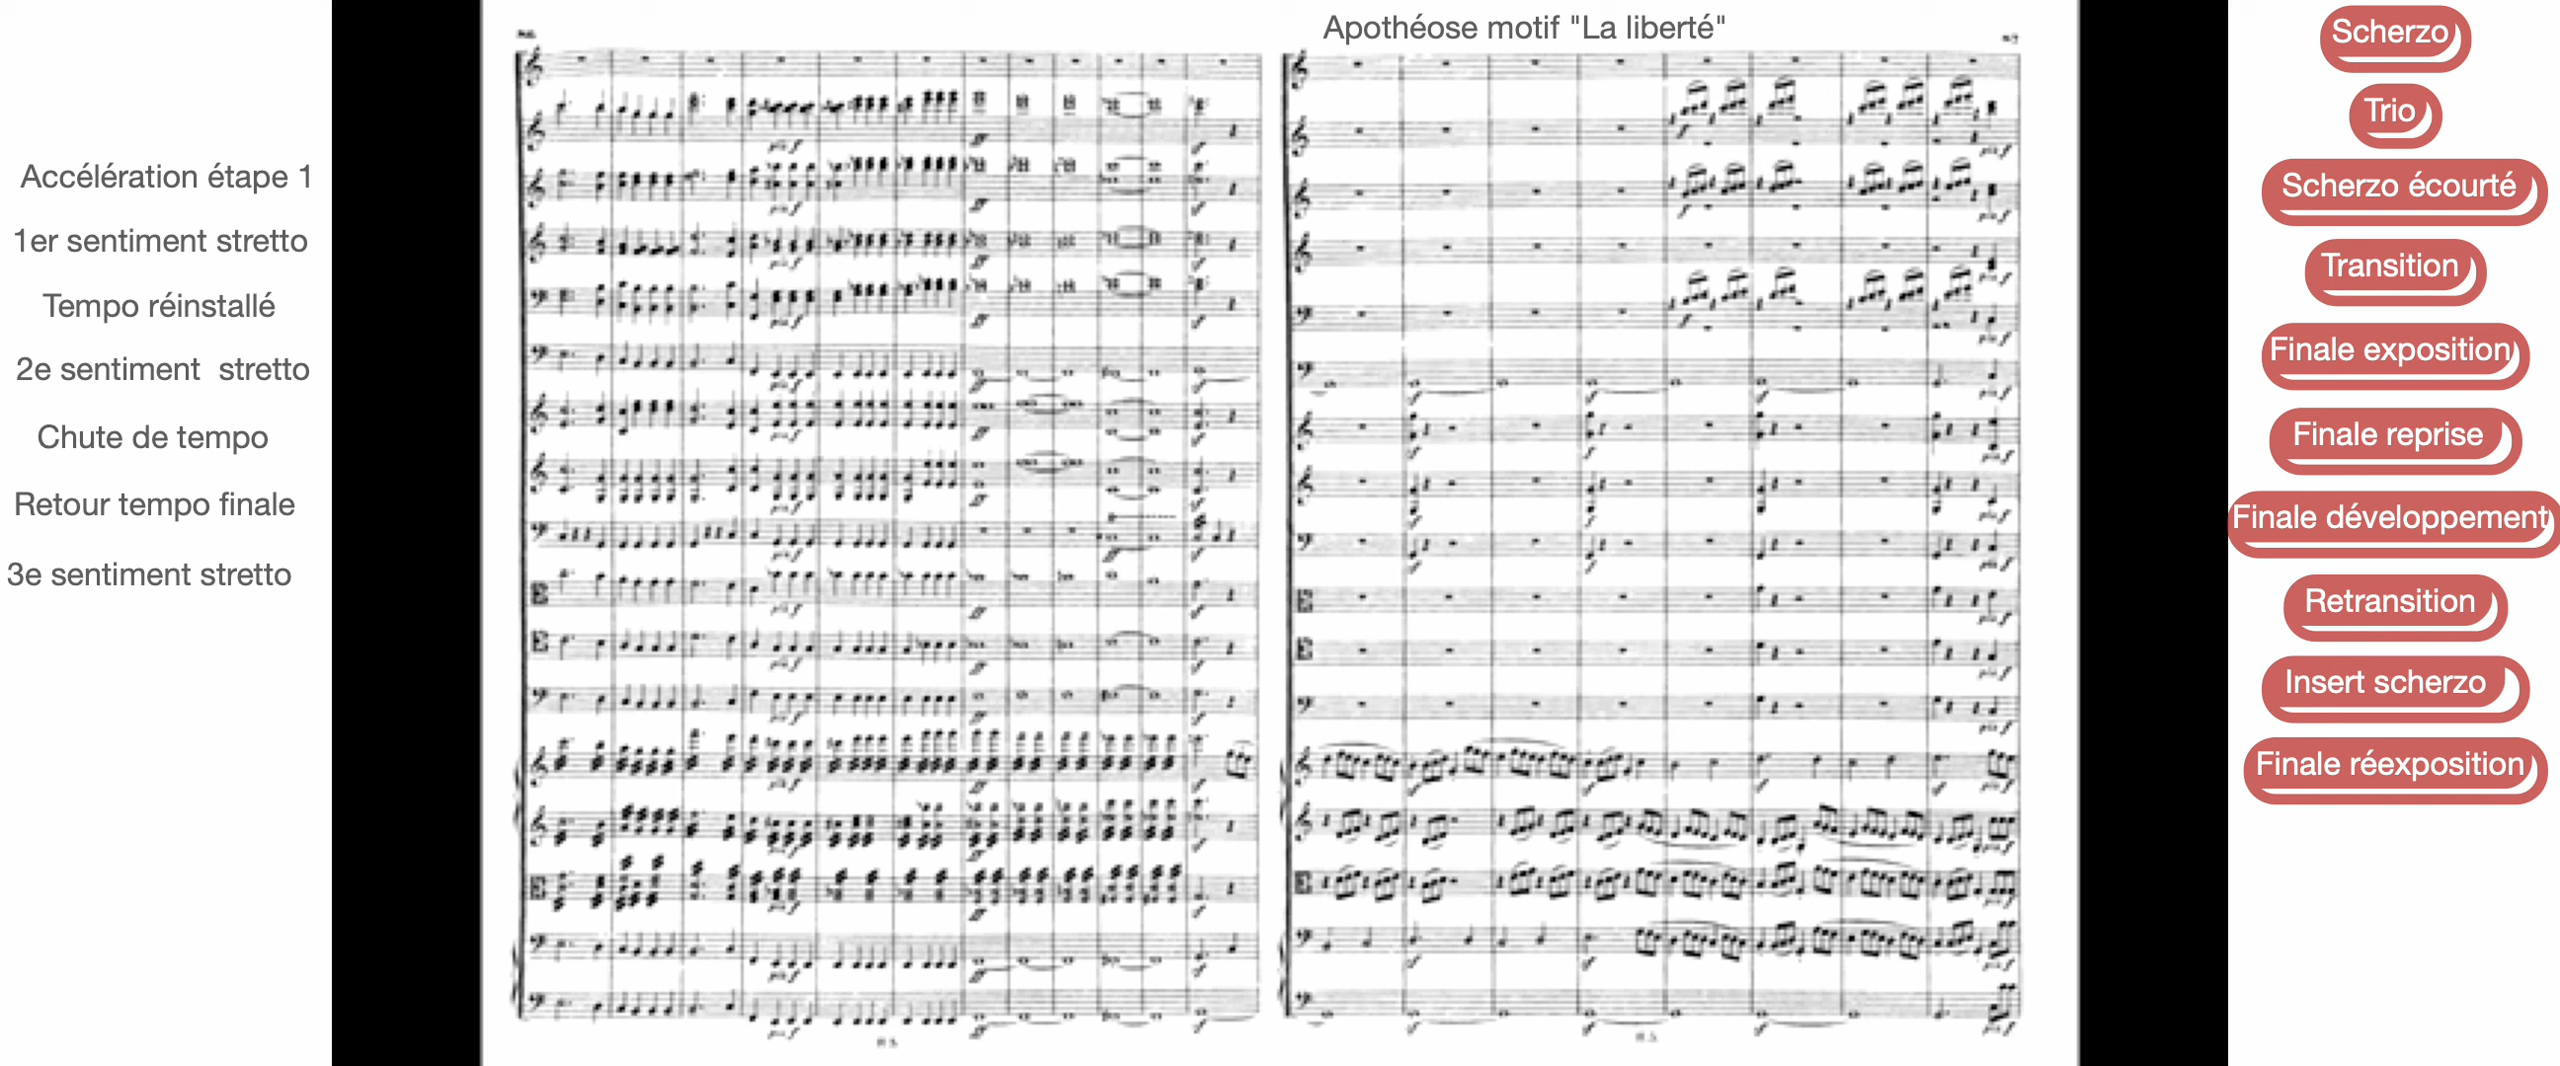 Accélération étape 1
1er sentiment stretto
Tempo réinstallé
2e sentiment stretto
Chute de tempo
Retour tempo finale
3e sentiment stretto
Apothéose motif "La liberté"
Scherzo
Trio
Scherzo écourté
Transition
Finale exposition
Finale reprise
Finale développement
Retransition
Insert scherzo
Finale réexposition